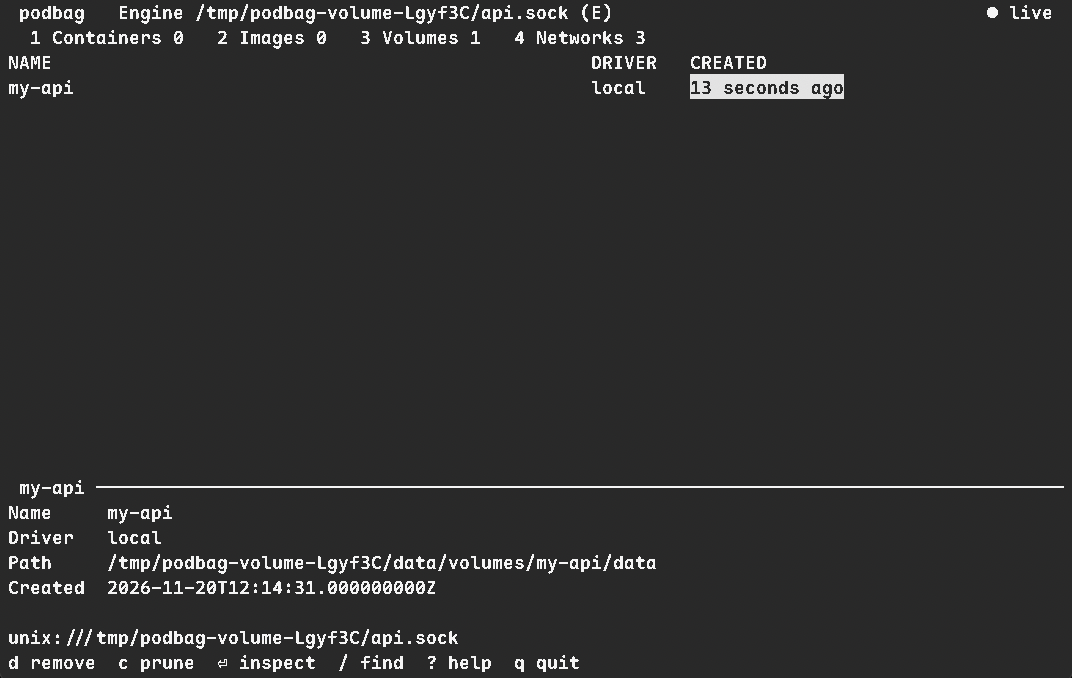 podbag   Engine /tmp/podbag-volume-Lgyf3C/api.sock (E)   ● live
1 Containers 0   2 Images 0   3 Volumes 1   4 Networks 3
NAME   DRIVER   CREATED
my-api   local   13 seconds ago
my-api
Name   my-api
Driver   local
Path   /tmp/podbag-volume-Lgyf3C/data/volumes/my-api/data
Created   2026-11-20T12:14:31.000000000Z
unix:///tmp/podbag-volume-Lgyf3C/api.sock
d remove   c prune   ⏎ inspect   / find   ? help   q quit